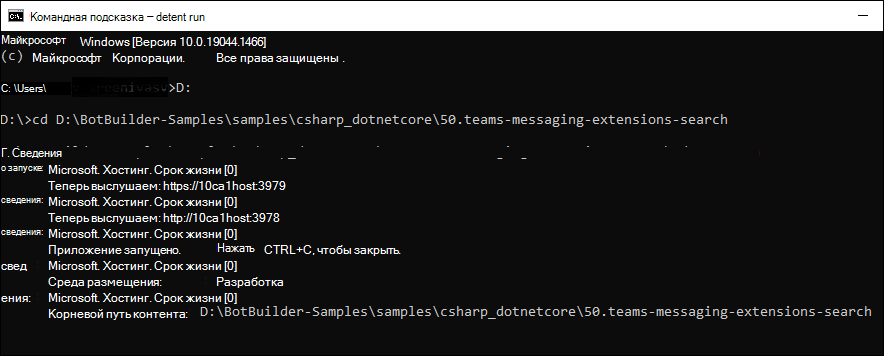 Командная подсказка – detent run
Майкрософт Windows [Версия 10.0.19044.1466]
(c) Майкрософт Корпорации. Все права защищены .
C: \Users\ >D:
D:\>cd D:\BotBuilder-Samples\samples\csharp_dotnetcore\50.teams-messaging-extensions-search
Г. Сведения
о запуске: Microsoft. Хостинг. Срок жизни [0]
Теперь выслушаем: https://10ca1host:3979
сведения: Microsoft. Хостинг. Срок жизни [0]
Теперь выслушаем: http://10ca1host:3978
сведения: Microsoft. Хостинг. Срок жизни [0]
Приложение запущено. Нажать CTRL+C, чтобы закрыть.
свед Microsoft. Хостинг. Срок жизни [0]
Среда размещения: Разработка
ения: Microsoft. Хостинг. Срок жизни [0]
Корневой путь контента: D:\BotBuilder-Samples\samples\csharp_dotnetcore\50.teams-messaging-extensions-search